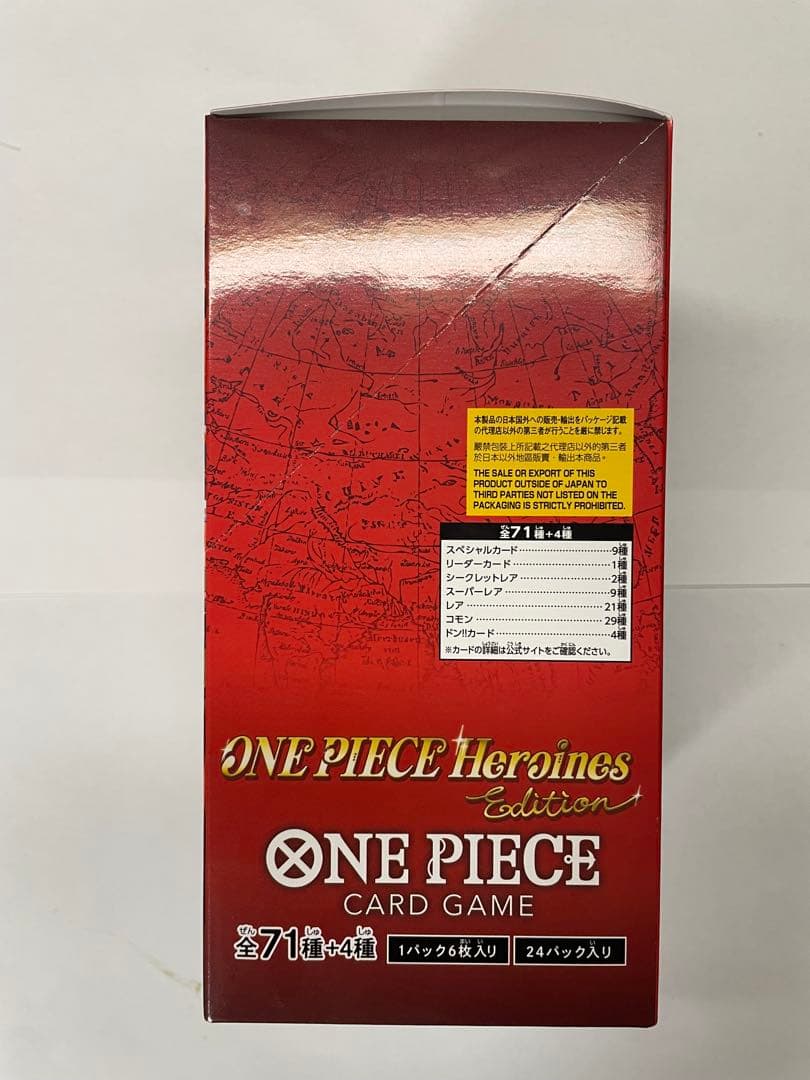 本製品の日本国外への販売・輸出をパッケージ記載
の代理店以外の第三者が行うことを厳に禁じます。
嚴禁包裝上所記載之代理店以外的第三者
於日本以外地區販賣・輸出本商品。
THE SALE OR EXPORT OF THIS
PRODUCT OUTSIDE OF JAPAN TO
THIRD PARTIES NOT LISTED ON THE
PACKAGING IS STRICTLY PROHIBITED.
全71種+4種
スペシャルカード 9種
リーダーカード 1種
シークレットレア 2種
スーパーレア 9種
レア 21種
コモン 29種
ドン!!カード 4種
※カードの詳細は公式サイトをご確認ください。
ONE PIECE Heroines
Edition
ONE PIECE
CARD GAME
全71種+4種 1パック6枚入り 24パック入り